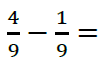 4/9 − 1/9 =